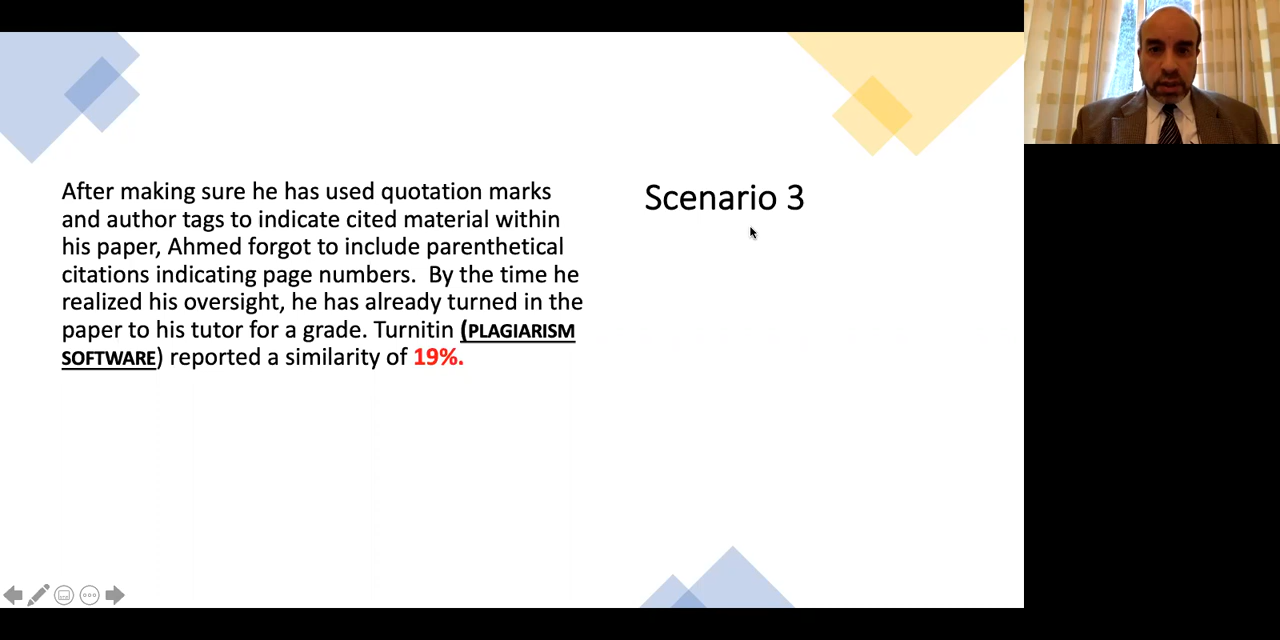 After making sure he has used quotation marks
and author tags to indicate cited material within
his paper, Ahmed forgot to include parenthetical
citations indicating page numbers.  By the time he
realized his oversight, he has already turned in the
paper to his tutor for a grade. Turnitin (PLAGIARISM
SOFTWARE) reported a similarity of 19%.
Scenario 3